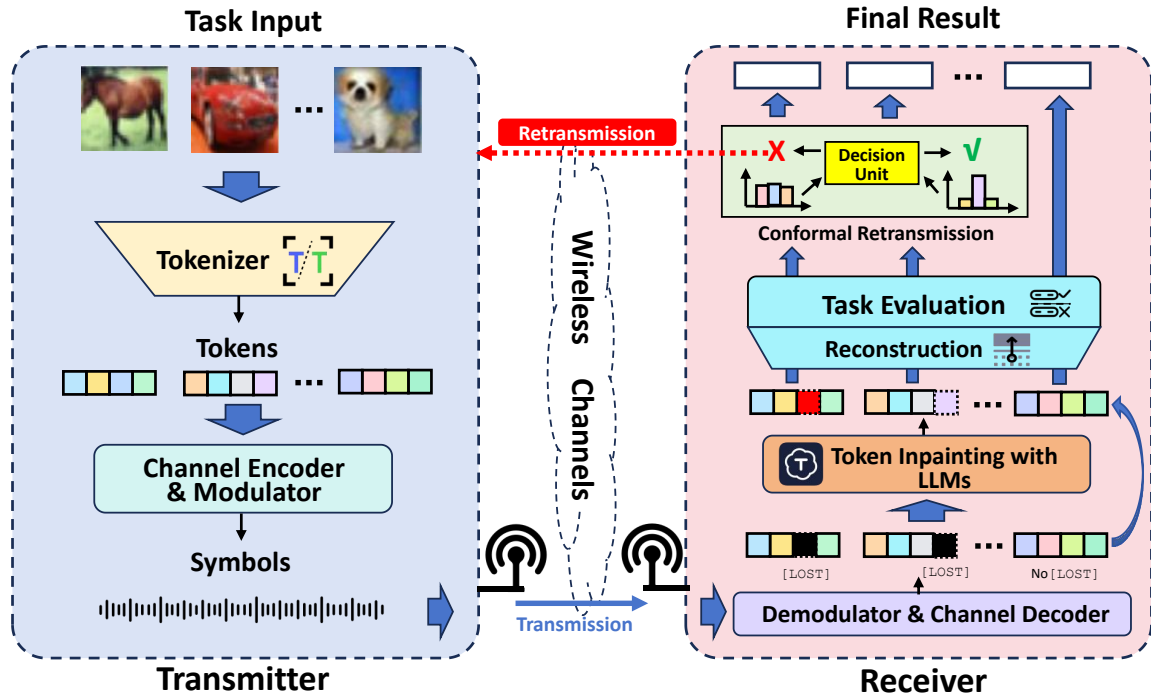 Task Input
Tokenizer
T/T
Tokens
Channel Encoder
& Modulator
Symbols
Transmitter
Retransmission
Wireless Channels
Transmission
Final Result
X
Decision
Unit
√
Conformal Retransmission
Task Evaluation
Reconstruction
T
Token Inpainting with
LLMs
[LOST]
[LOST]
No [LOST]
Demodulator & Channel Decoder
Receiver